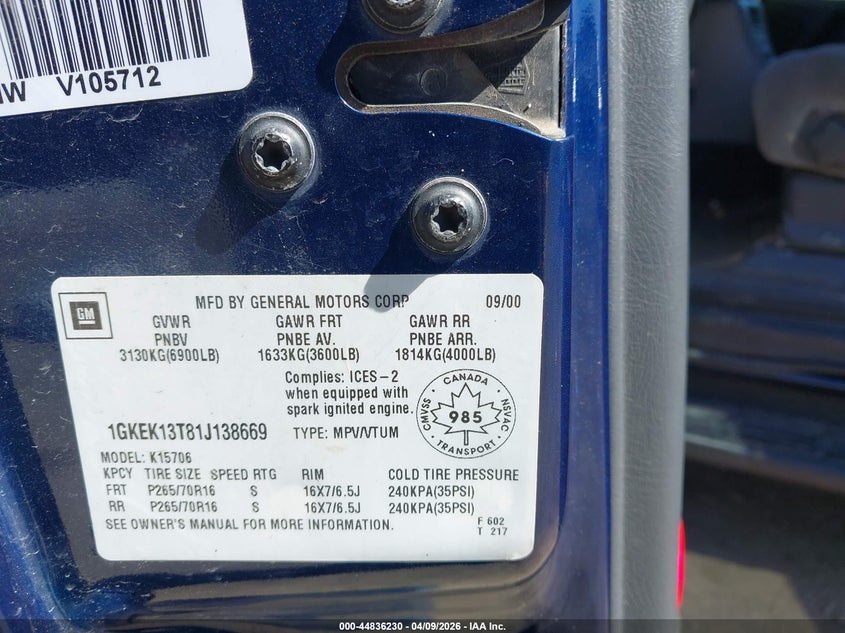 V105712
GM
MFD BY GENERAL MOTORS CORP 09/00
GVWR GAWR FRT GAWR RR
PNBV PNBE AV. PNBE ARR.
3130KG(6900LB) 1633KG(3600LB) 1814KG(4000LB)
Complies: ICES-2
when equipped with
spark ignited engine.
CANADA
CMVSS 985 NSVAC
TRANSPORT
1GKEK13T81J138669 TYPE: MPV/VTUM
MODEL: K15706
KPCY TIRE SIZE SPEED RTG RIM COLD TIRE PRESSURE
FRT P265/70R16 S 16X7/6.5J 240KPA(35PSI)
RR P265/70R16 S 16X7/6.5J 240KPA(35PSI)
SEE OWNER'S MANUAL FOR MORE INFORMATION.
F 602
T 217
000-44836230 - 04/09/2026 - IAA Inc.